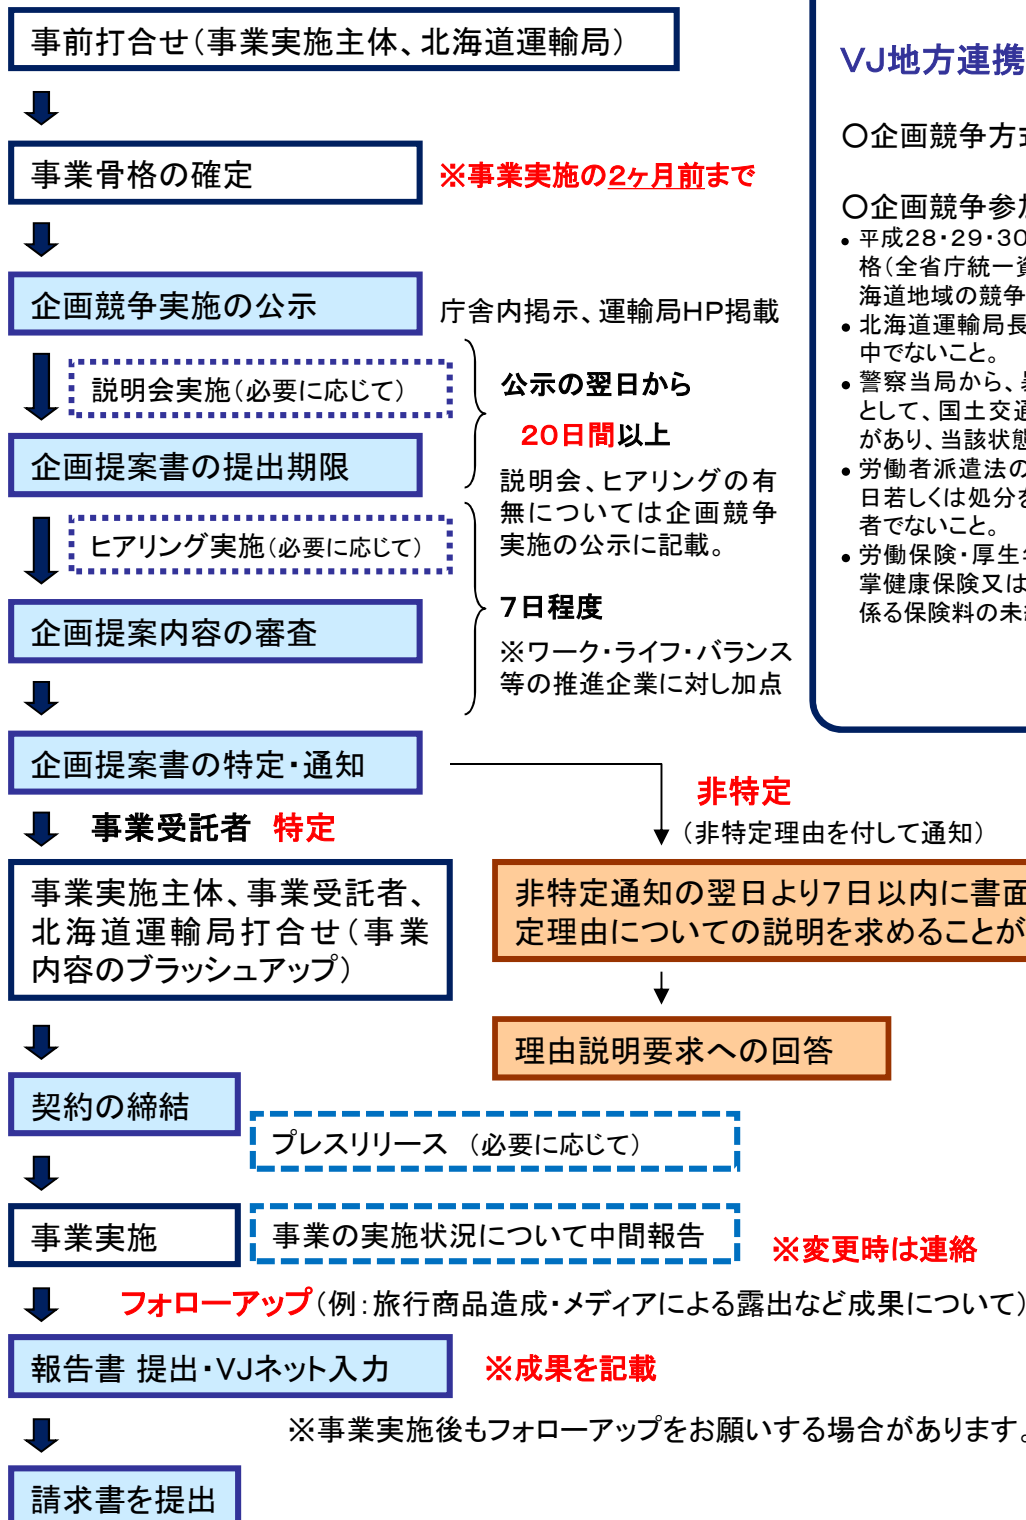 事前打合せ（事業実施主体、北海道運輸局）
事業骨格の確定
※事業実施の2ヶ月前まで
企画競争実施の公示
庁舎内掲示、運輸局HP掲載
説明会実施（必要に応じて）
公示の翌日から
20日間以上
企画提案書の提出期限
説明会、ヒアリングの有
無については企画競争
実施の公示に記載。
ヒアリング実施（必要に応じて）
7日程度
企画提案内容の審査
※ワーク・ライフ・バランス
等の推進企業に対し加点
企画提案書の特定・通知
事業受託者 特定
非特定
（非特定理由を付して通知）
事業実施主体、事業受託者、
北海道運輸局打合せ（事業
内容のブラッシュアップ）
非特定通知の翌日より7日以内に書面
定理由についての説明を求めることが
理由説明要求への回答
契約の締結
プレスリリース （必要に応じて）
事業実施
事業の実施状況について中間報告
※変更時は連絡
フォローアップ（例：旅行商品造成・メディアによる露出など成果について）
報告書 提出・VJネット入力
※成果を記載
※事業実施後もフォローアップをお願いする場合があります。
請求書を提出
VJ地方連携
〇企画競争方
〇企画競争参
• 平成28・29・30
格（全省庁統一
海道地域の競争
• 北海道運輸局長
中でないこと。
• 警察当局から、
として、国土交通
があり、当該状態
• 労働者派遣法の
日若しくは処分を
者でないこと。
• 労働保険・厚生
掌健康保険又は
係る保険料の未